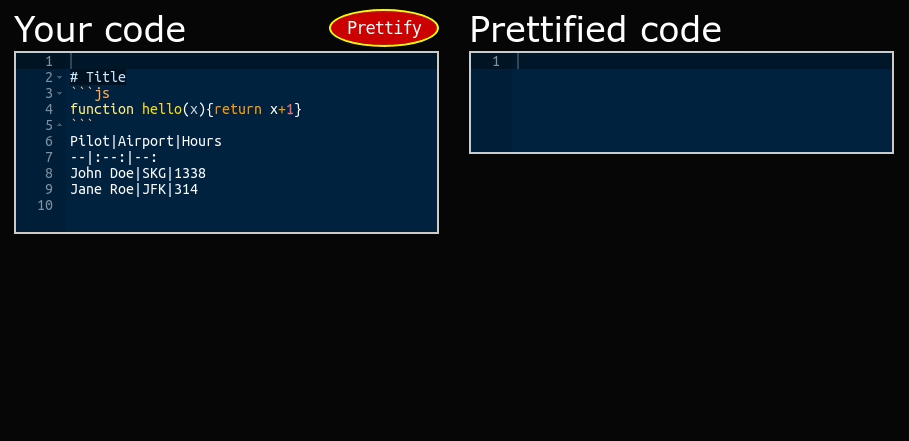 Your code
Prettify
1
2 # Title
3 ```js
4 function hello(x){return x+1}
5 ```
6 Pilot|Airport|Hours
7 --|:--:|--:
8 John Doe|SKG|1338
9 Jane Roe|JFK|314
10
Prettified code
1